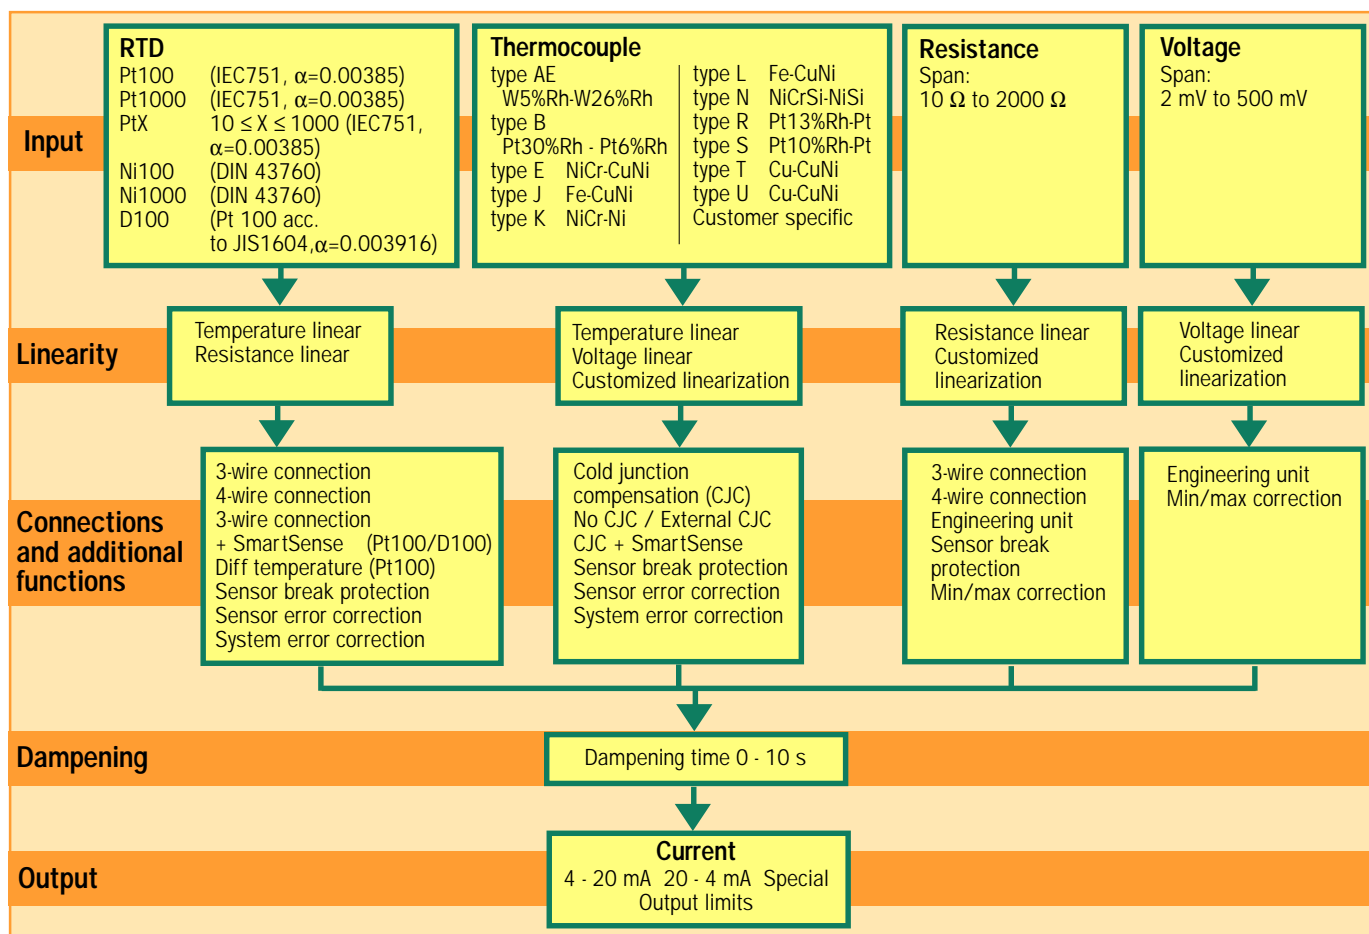 Input
RTD
Pt100 (IEC751, α=0.00385)
Pt1000 (IEC751, α=0.00385)
PtX 10 ≤ X ≤ 1000 (IEC751,
α=0.00385)
Ni100 (DIN 43760)
Ni1000 (DIN 43760)
D100 (Pt 100 acc.
to JIS1604,α=0.003916)
Thermocouple
type AE
W5%Rh-W26%Rh
type B
Pt30%Rh - Pt6%Rh
type E NiCr-CuNi
type J Fe-CuNi
type K NiCr-Ni
type L Fe-CuNi
type N NiCrSi-NiSi
type R Pt13%Rh-Pt
type S Pt10%Rh-Pt
type T Cu-CuNi
type U Cu-CuNi
Customer specific
Resistance
Span:
10 Ω to 2000 Ω
Voltage
Span:
2 mV to 500 mV
Linearity
Temperature linear
Resistance linear
Temperature linear
Voltage linear
Customized linearization
Resistance linear
Customized
linearization
Voltage linear
Customized
linearization
Connections
and additional
functions
3-wire connection
4-wire connection
3-wire connection
+ SmartSense (Pt100/D100)
Diff temperature (Pt100)
Sensor break protection
Sensor error correction
System error correction
Cold junction
compensation (CJC)
No CJC / External CJC
CJC + SmartSense
Sensor break protection
Sensor error correction
System error correction
3-wire connection
4-wire connection
Engineering unit
Sensor break
protection
Min/max correction
Engineering unit
Min/max correction
Dampening
Dampening time 0 - 10 s
Output
Current
4 - 20 mA 20 - 4 mA Special
Output limits